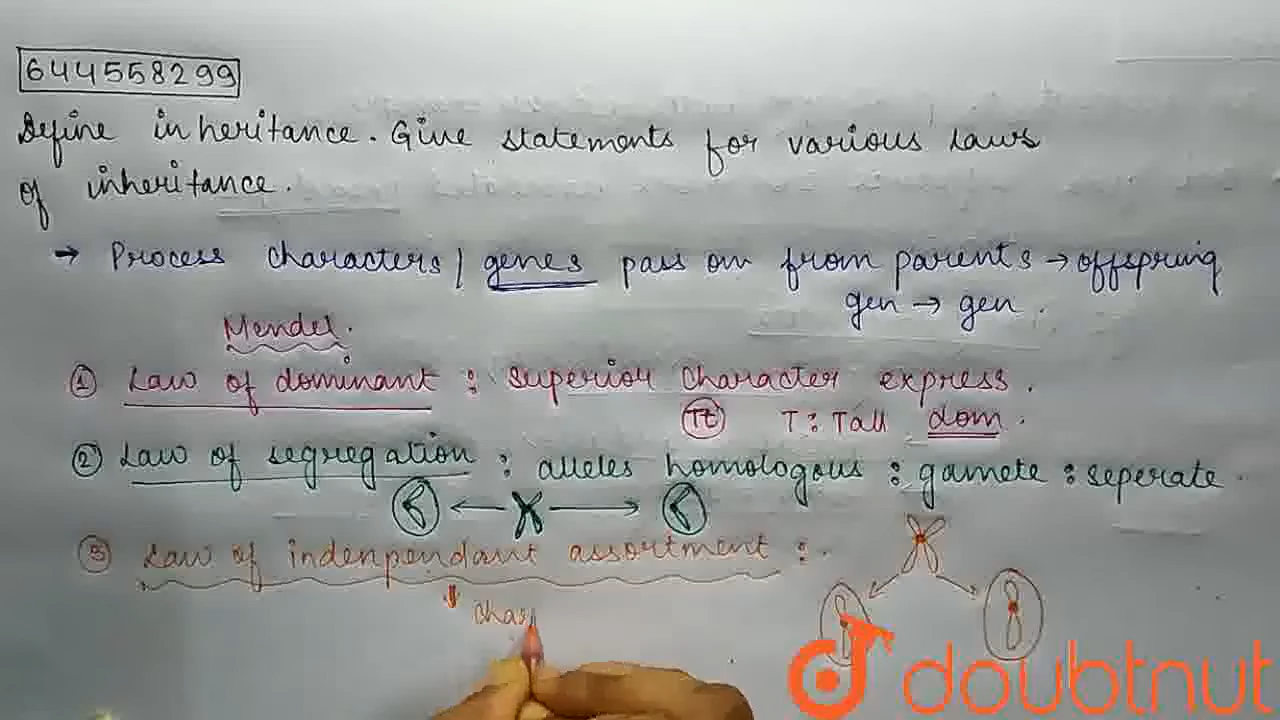 644558299
Define inheritance. Give statements for various laws
of inheritance.
→ Process characters / genes pass on from parents → offspring
gen → gen.
Mendel.
① Law of dominant : superior character express.
Tt T : Tall dom.
② Law of segregation : alleles homologous : gamete : seperate.
③ Law of indenpendant assortment :
char
doubtnut